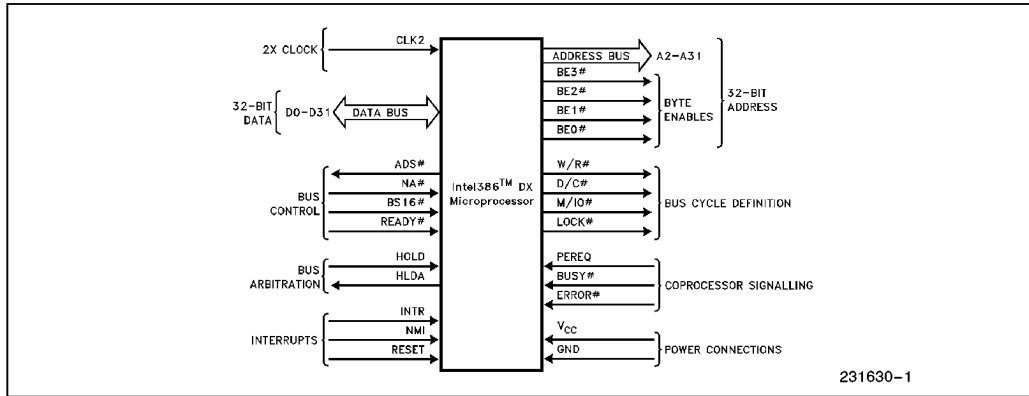 2X CLOCK
CLK2
32-BIT
DATA
D0-D31
DATA BUS
BUS
CONTROL
ADS#
NA#
BS16#
READY#
BUS
ARBITRATION
HOLD
HLDA
INTERRUPTS
INTR
NMI
RESET
Intel386™ DX
Microprocessor
ADDRESS BUS
A2-A31
BE3#
BE2#
BE1#
BE0#
BYTE
ENABLES
32-BIT
ADDRESS
W/R#
D/C#
M/IO#
LOCK#
BUS CYCLE DEFINITION
PEREQ
BUSY#
ERROR#
COPROCESSOR SIGNALLING
VCC
GND
POWER CONNECTIONS
231630-1